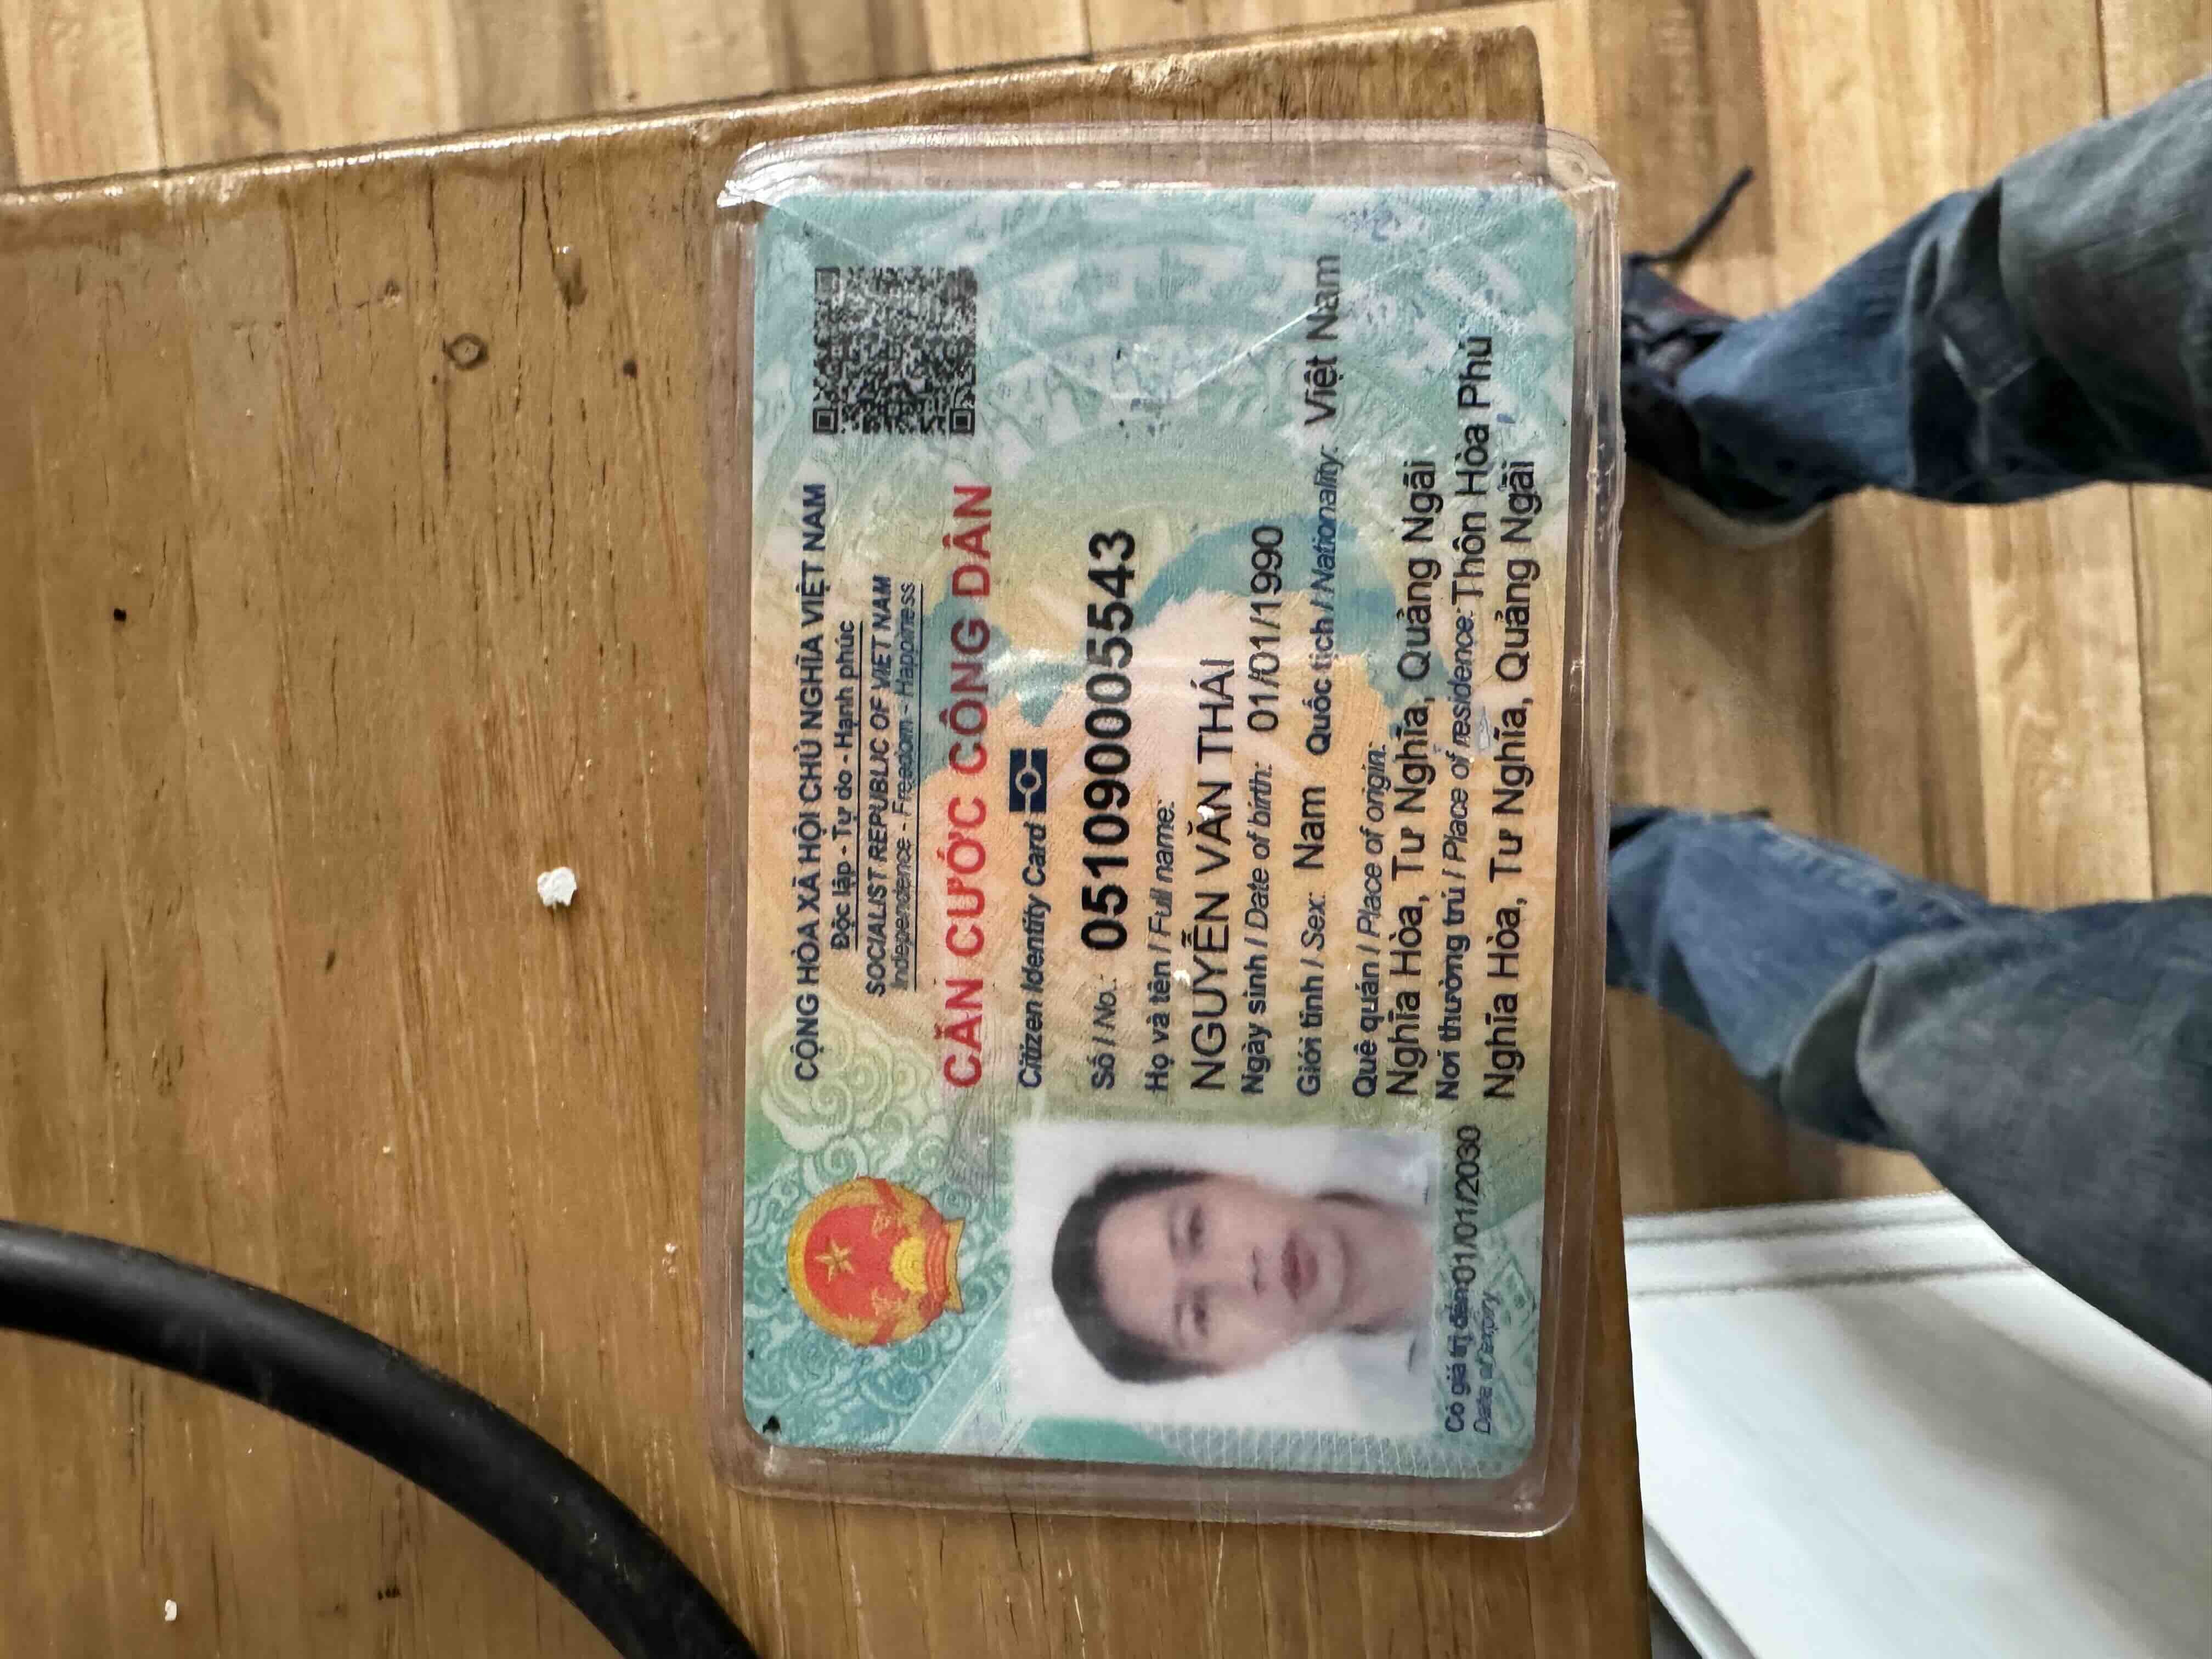 CỘNG HÒA XÃ HỘI CHỦ NGHĨA VIỆT NAM
Độc lập - Tự do - Hạnh phúc
SOCIALIST REPUBLIC OF VIET NAM
Independence - Freedom - Happiness
CĂN CƯỚC CÔNG DÂN
Citizen Identity Card
Số / No.: 051090005543
Họ và tên / Full name:
NGUYỄN VĂN THÁI
Ngày sinh / Date of birth: 01/01/1990
Giới tính / Sex: Nam Quốc tịch / Nationality: Việt Nam
Quê quán / Place of origin:
Nghĩa Hòa, Tư Nghĩa, Quảng Ngãi
Nơi thường trú / Place of residence: Thôn Hòa Phú
Nghĩa Hòa, Tư Nghĩa, Quảng Ngãi
Có giá trị đến: 01/01/2030
Date of expiry